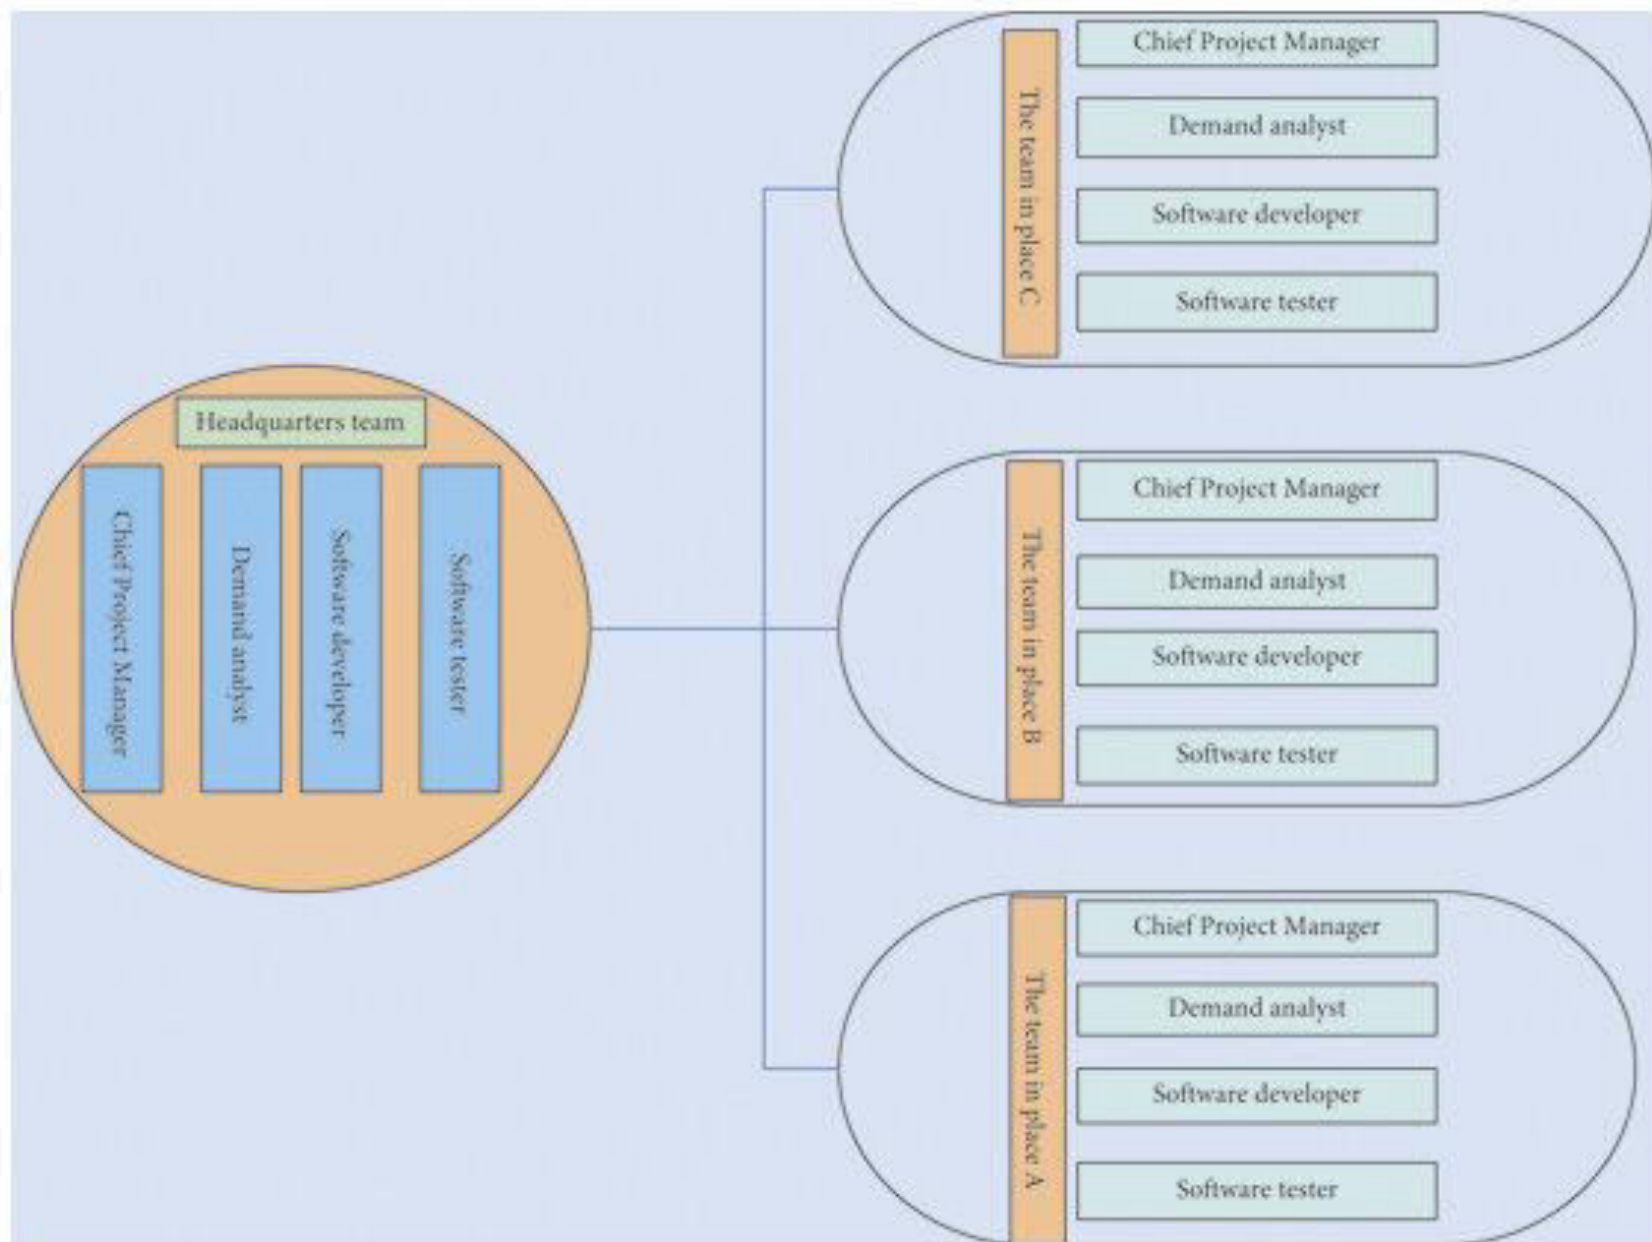 Headquarters team
Chief Project Manager
Demand analyst
Software developer
Software tester
The team in place C
Chief Project Manager
Demand analyst
Software developer
Software tester
The team in place B
Chief Project Manager
Demand analyst
Software developer
Software tester
The team in place A
Chief Project Manager
Demand analyst
Software developer
Software tester